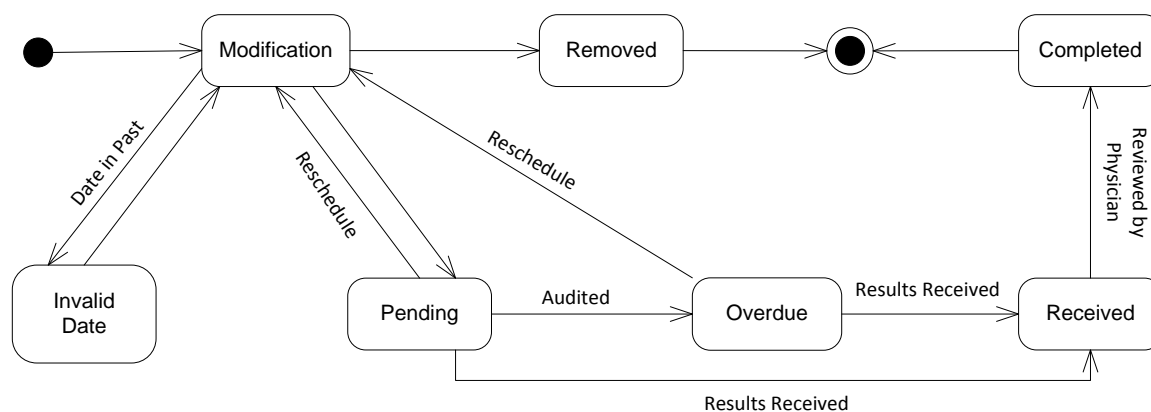 Modification
Removed
Completed
Date in Past
Reschedule
Reschedule
Reviewed by
Physician
Invalid
Date
Pending
Audited
Overdue
Results Received
Received
Results Received